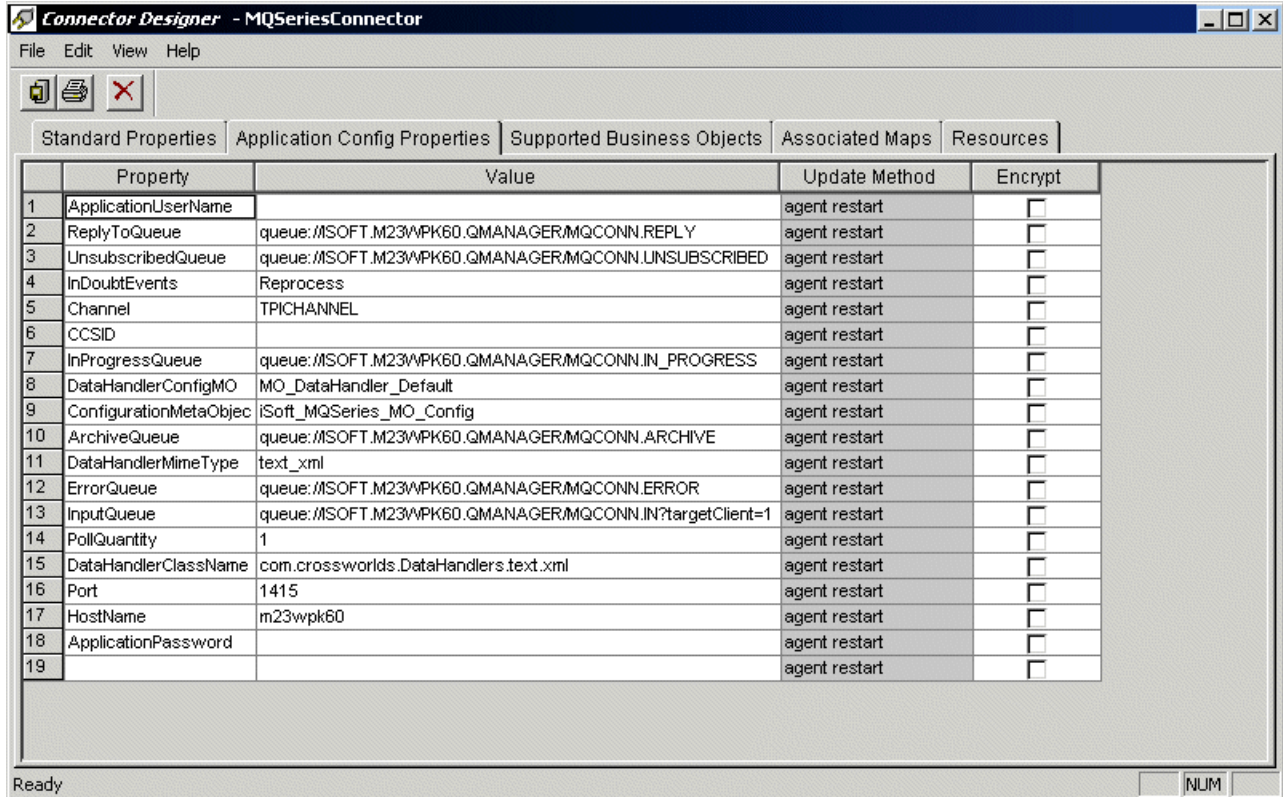 Connector Designer - MQSeriesConnector
File Edit View Help
Standard Properties Application Config Properties Supported Business Objects Associated Maps Resources
Property Value Update Method Encrypt
1 ApplicationUserName agent restart
2 ReplyToQueue queue://ISOFT.M23WPK60.QMANAGER/MQCONN.REPLY agent restart
3 UnsubscribedQueue queue://ISOFT.M23WPK60.QMANAGER/MQCONN.UNSUBSCRIBED agent restart
4 InDoubtEvents Reprocess agent restart
5 Channel TPICHANNEL agent restart
6 CCSID agent restart
7 InProgressQueue queue://ISOFT.M23WPK60.QMANAGER/MQCONN.IN_PROGRESS agent restart
8 DataHandlerConfigMO MO_DataHandler_Default agent restart
9 ConfigurationMetaObjec iSoft_MQSeries_MO_Config agent restart
10 ArchiveQueue queue://ISOFT.M23WPK60.QMANAGER/MQCONN.ARCHIVE agent restart
11 DataHandlerMimeType text_xml agent restart
12 ErrorQueue queue://ISOFT.M23WPK60.QMANAGER/MQCONN.ERROR agent restart
13 InputQueue queue://ISOFT.M23WPK60.QMANAGER/MQCONN.IN?targetClient=1 agent restart
14 PollQuantity 1 agent restart
15 DataHandlerClassName com.crossworlds.DataHandlers.text.xml agent restart
16 Port 1415 agent restart
17 HostName m23wpk60 agent restart
18 ApplicationPassword agent restart
19 agent restart
Ready NUM